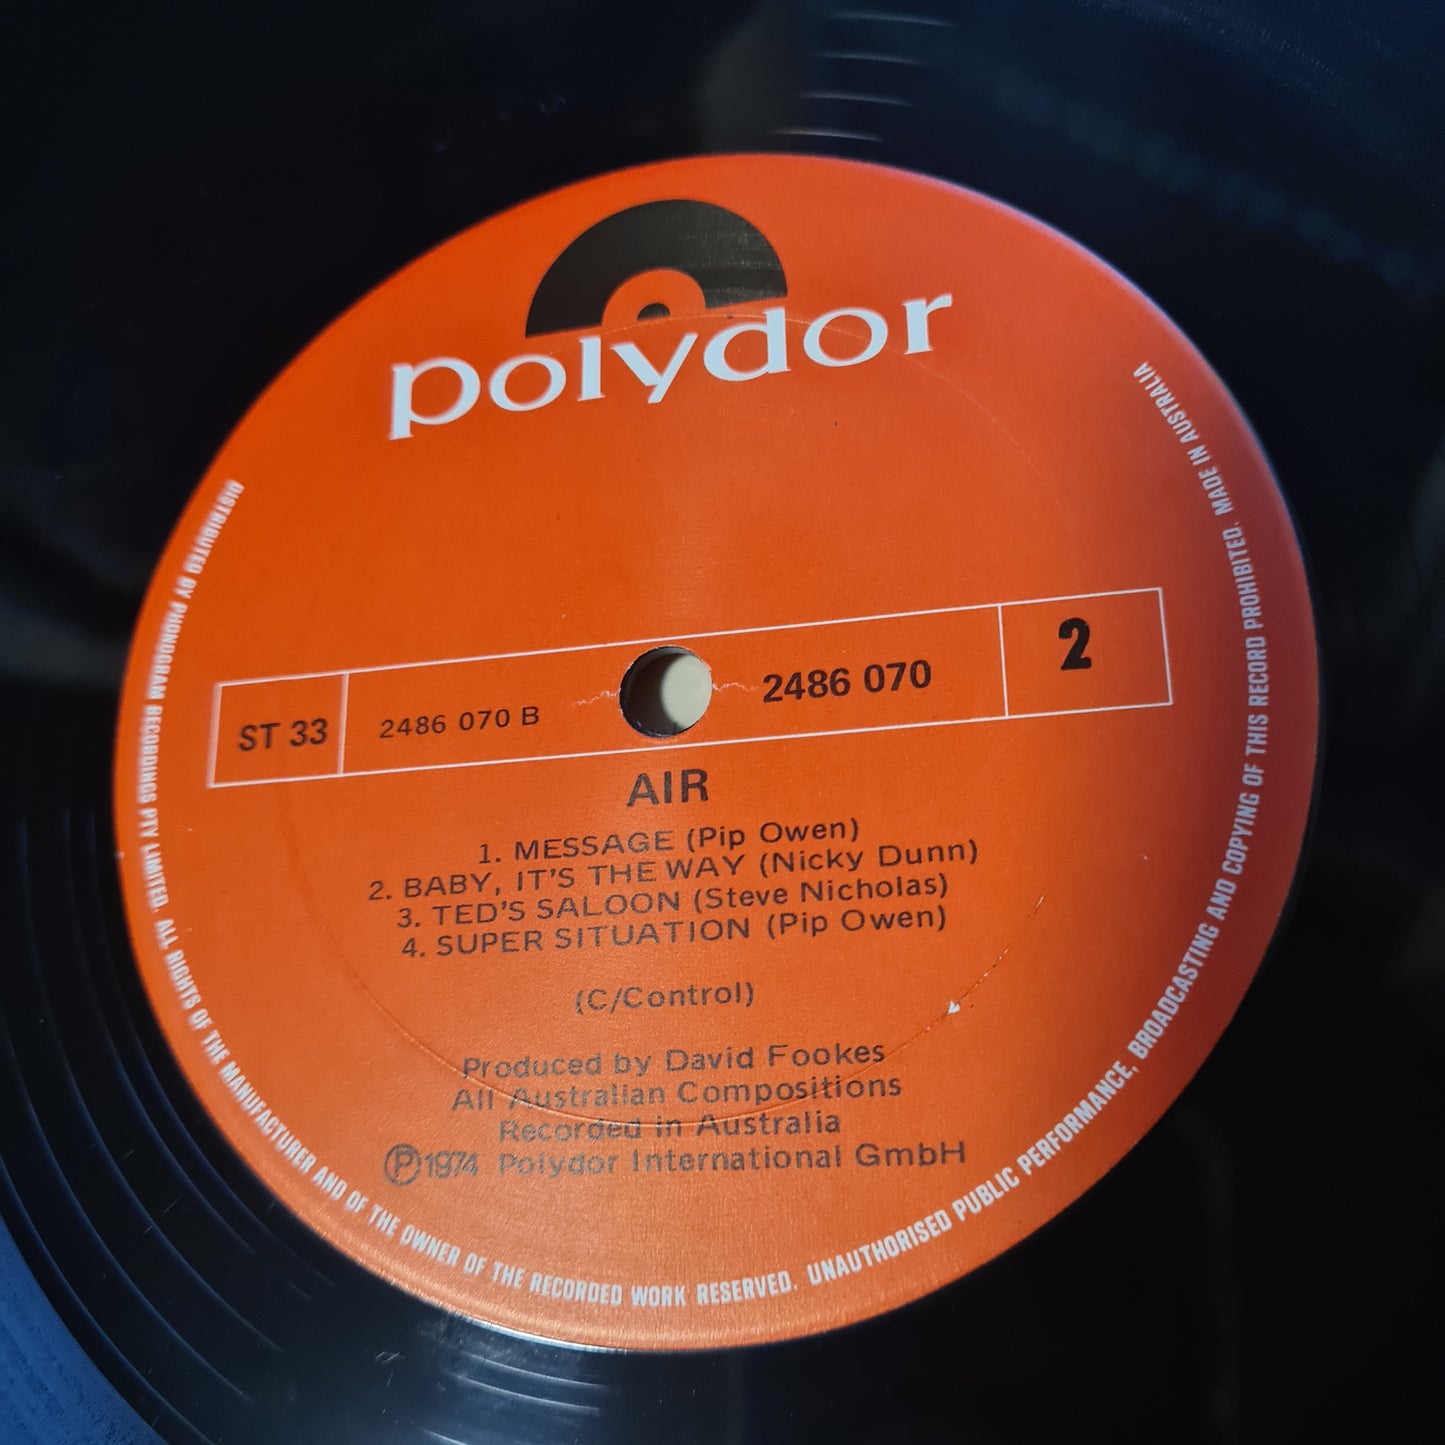 polydor
ST 33
2486 070 B
2486 070
2
AIR
1. MESSAGE (Pip Owen)
2. BABY, IT'S THE WAY (Nicky Dunn)
3. TED'S SALOON (Steve Nicholas)
4. SUPER SITUATION (Pip Owen)
(C/Control)
Produced by David Fookes
All Australian Compositions
Recorded in Australia
Ⓟ1974 Polydor International GmbH
DISTRIBUTED BY PHONOGRAM RECORDINGS PTY LIMITED. ALL RIGHTS OF THE MANUFACTURER AND OF THE OWNER OF THE RECORDED WORK RESERVED. UNAUTHORISED PUBLIC PERFORMANCE, BROADCASTING AND COPYING OF THIS RECORD PROHIBITED. MADE IN AUSTRALIA